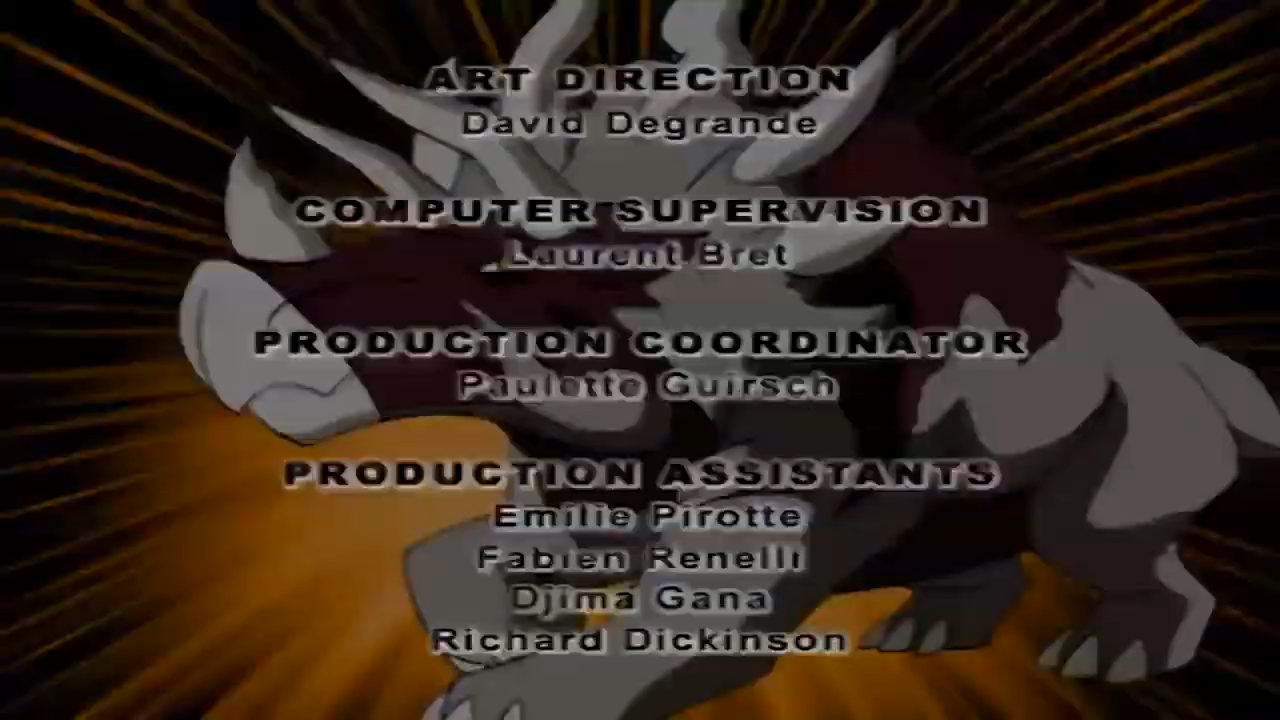 ART DIRECTION
David Degrande
COMPUTER SUPERVISION
Laurent Bret
PRODUCTION COORDINATOR
Paulette Guirsch
PRODUCTION ASSISTANTS
Emilie Pirotte
Fabien Renelli
Djima Gana
Richard Dickinson